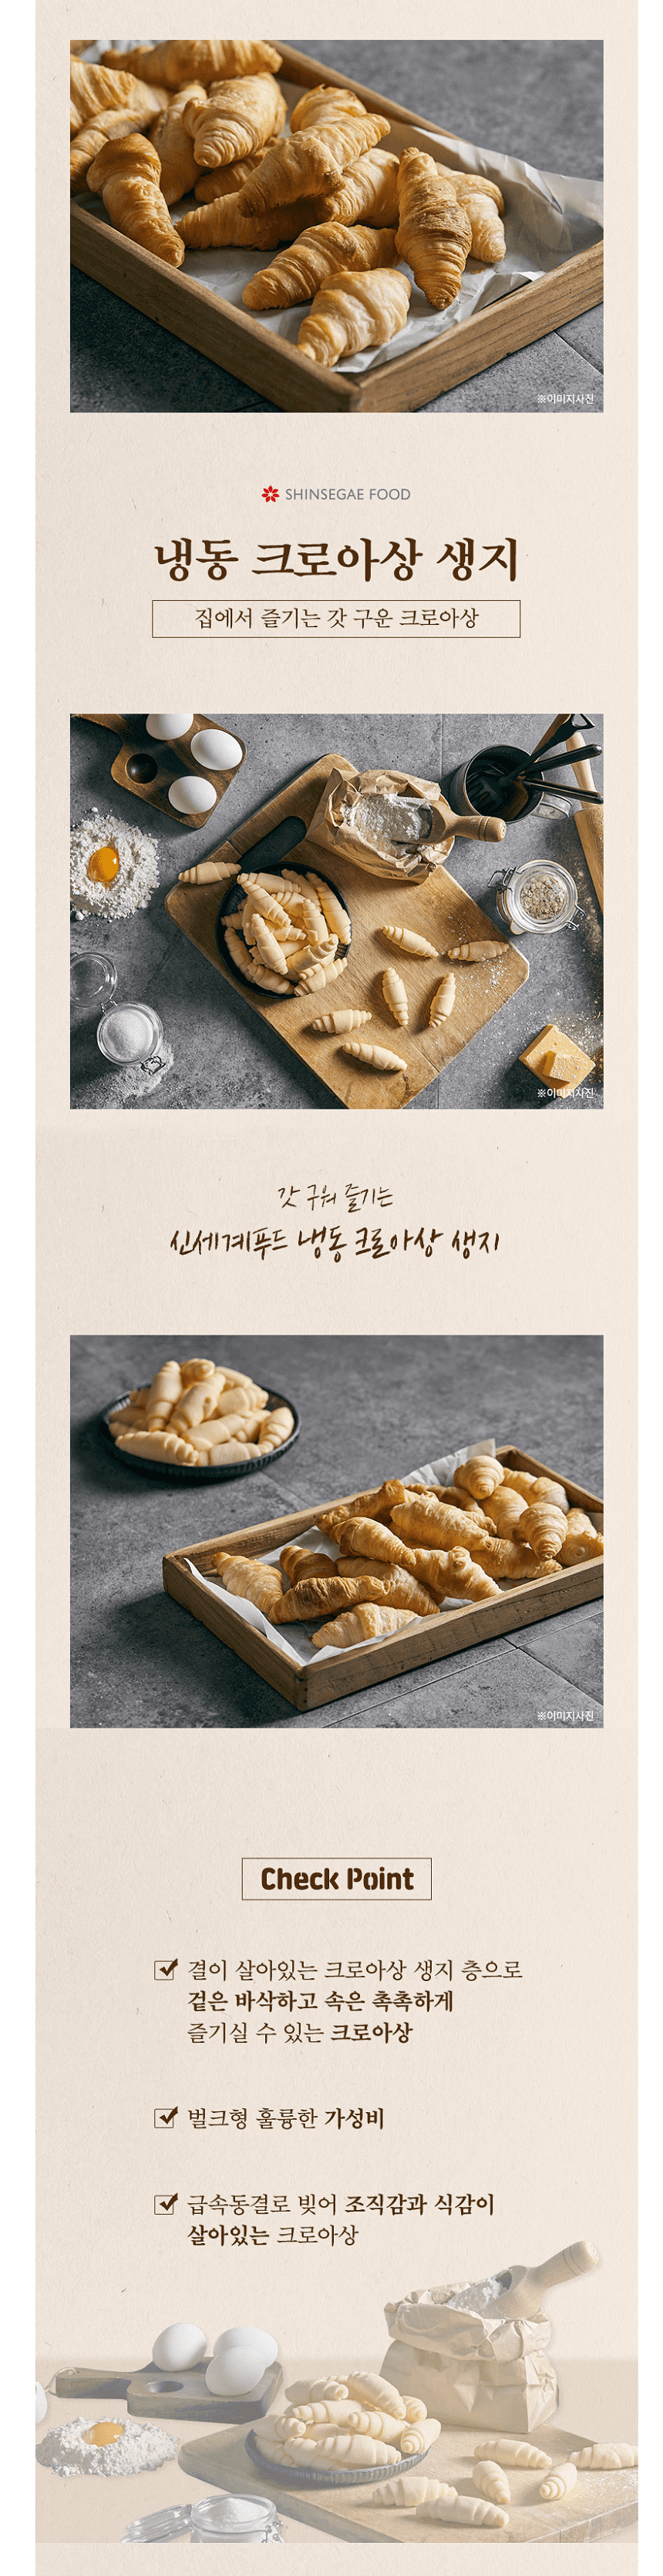 ※이미지사진
SHINSEGAE FOOD
냉동 크로아상 생지
집에서 즐기는 갓 구운 크로아상
※이미지사진
갓 구워 즐기는
신세계푸드 냉동 크로아상 생지
※이미지사진
Check Point
결이 살아있는 크로아상 생지 층으로
겉은 바삭하고 속은 촉촉하게
즐기실 수 있는 크로아상
벌크형 훌륭한 가성비
급속동결로 빚어 조직감과 식감이
살아있는 크로아상